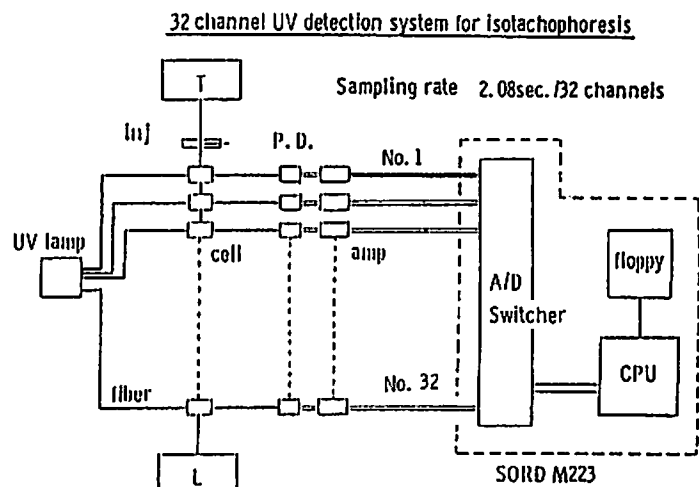 32 channel UV detection system for isotachophoresis
T
Sampling rate 2.08sec./32 channels
Inj
P.D.
No. 1
UV lamp
cell
amp
floppy
A/D
Switcher
CPU
fiber
No. 32
L
SORD M223